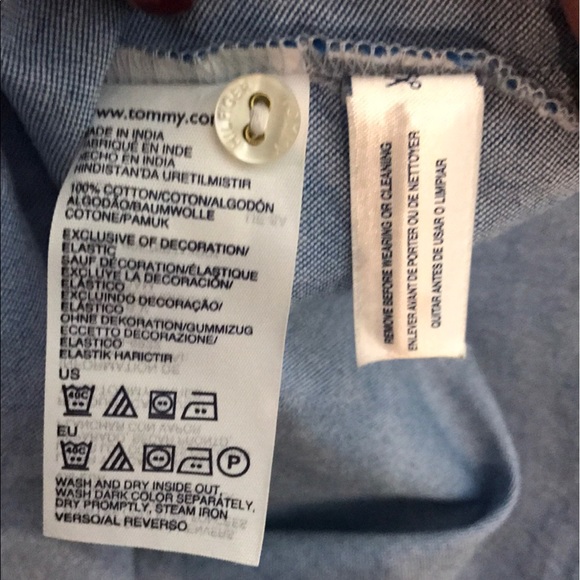 www.tommy.co
HILFIGER
MADE IN INDIA
FABRIQUÉ EN INDE
HECHO EN INDIA
HINDISTAN'DA URETILMISTIR
100% COTTON/COTON/ALGODÓN
ALGODÃO/BAUMWOLLE
COTONE/PAMUK
EXCLUSIVE OF DECORATION/
ELASTIC
SAUF DÉCORATION/ÉLASTIQUE
EXCLUYE LA DECORACIÓN/
ELÁSTICO
EXCLUINDO DECORAÇÃO/
ELÁSTICO
OHNE DEKORATION/GUMMIZUG
ECCETTO DECORAZIONE/
ELASTICO
ELASTIK HARICTIR
US
40C
EU
40C
P
WASH AND DRY INSIDE OUT,
WASH DARK COLOR SEPARATELY,
DRY PROMPTLY, STEAM IRON
VERSO/AL REVERSO
REMOVE BEFORE WEARING OR CLEANING
ENLEVER AVANT DE PORTER OU DE NETTOYER
QUITAR ANTES DE USAR O LIMPIAR